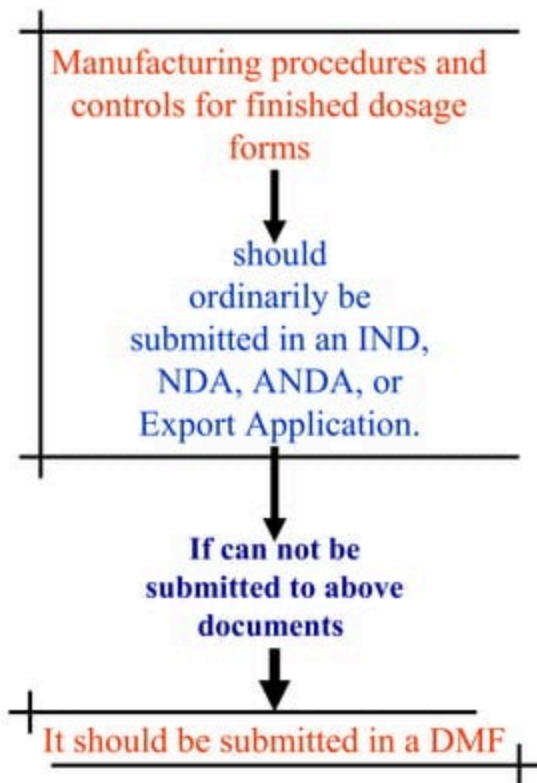 Manufacturing procedures and
controls for finished dosage
forms
should
ordinarily be
submitted in an IND,
NDA, ANDA, or
Export Application.
If can not be
submitted to above
documents
It should be submitted in a DMF